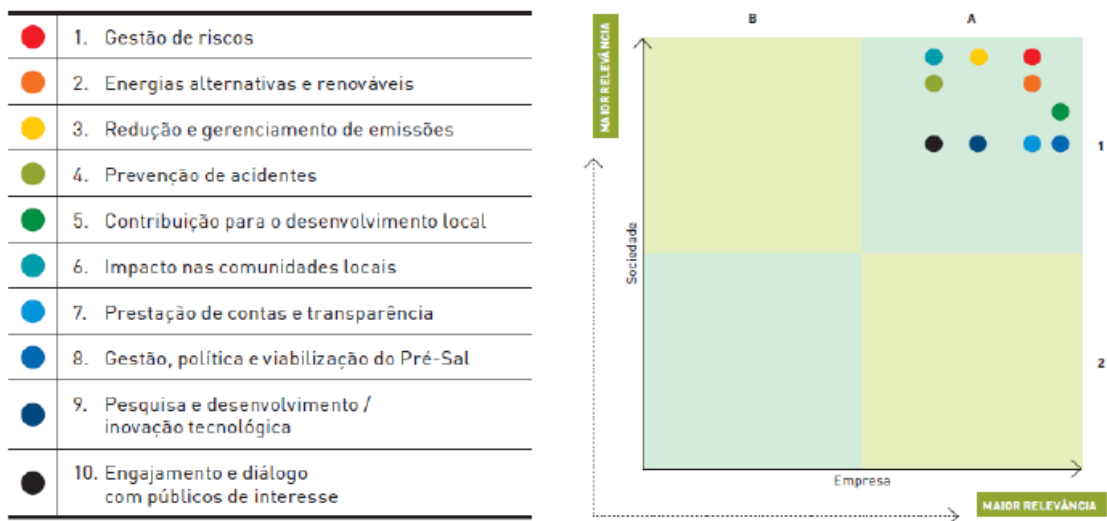 1. Gestão de riscos
2. Energias alternativas e renováveis
3. Redução e gerenciamento de emissões
4. Prevenção de acidentes
5. Contribuição para o desenvolvimento local
6. Impacto nas comunidades locais
7. Prestação de contas e transparência
8. Gestão, política e viabilização do Pré-Sal
9. Pesquisa e desenvolvimento /
inovação tecnológica
10. Engajamento e diálogo
com públicos de interesse
B
A
MAIOR RELEVÂNCIA
1
Sociedade
2
Empresa
MAIOR RELEVÂNCIA